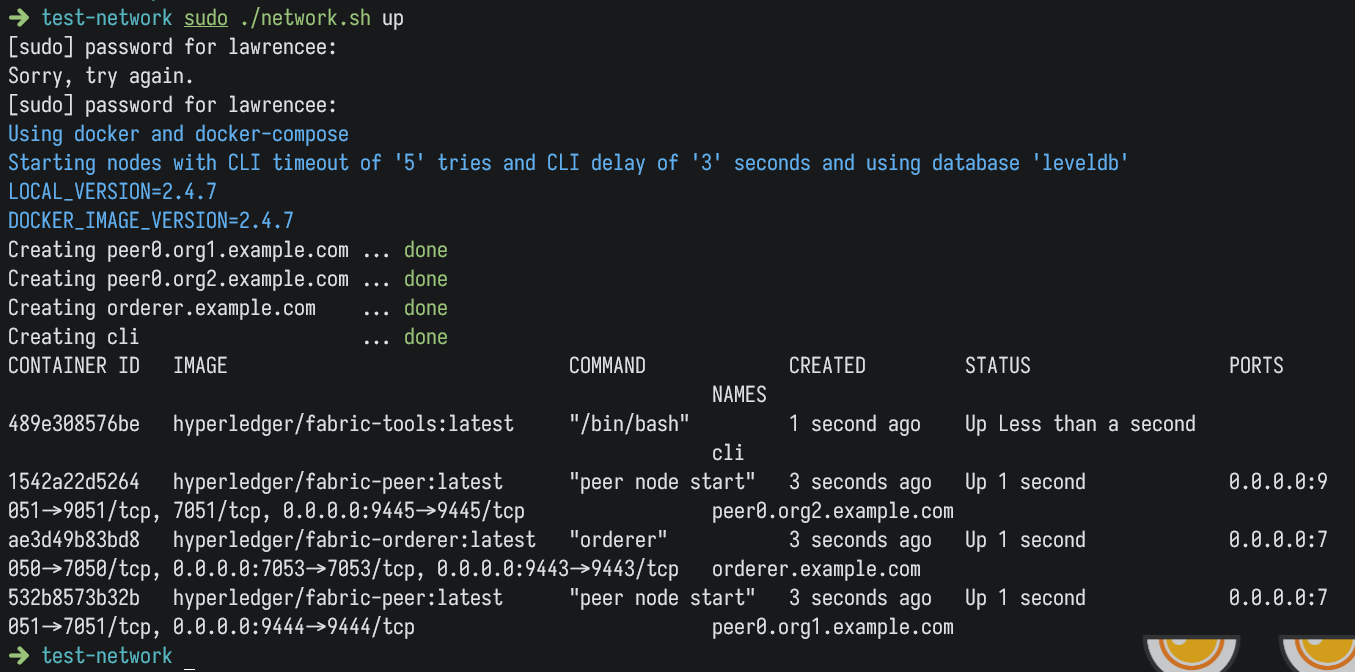 ➜ test-network sudo ./network.sh up
[sudo] password for lawrencee:
Sorry, try again.
[sudo] password for lawrencee:
Using docker and docker-compose
Starting nodes with CLI timeout of '5' tries and CLI delay of '3' seconds and using database 'leveldb'
LOCAL_VERSION=2.4.7
DOCKER_IMAGE_VERSION=2.4.7
Creating peer0.org1.example.com ... done
Creating peer0.org2.example.com ... done
Creating orderer.example.com    ... done
Creating cli                    ... done
CONTAINER ID   IMAGE                               COMMAND             CREATED         STATUS                  PORTS
                                                                NAMES
489e308576be   hyperledger/fabric-tools:latest     "/bin/bash"         1 second ago    Up Less than a second
                                                                cli
1542a22d5264   hyperledger/fabric-peer:latest      "peer node start"   3 seconds ago   Up 1 second             0.0.0.0:9
051->9051/tcp, 7051/tcp, 0.0.0.0:9445->9445/tcp                 peer0.org2.example.com
ae3d49b83bd8   hyperledger/fabric-orderer:latest   "orderer"           3 seconds ago   Up 1 second             0.0.0.0:7
050->7050/tcp, 0.0.0.0:7053->7053/tcp, 0.0.0.0:9443->9443/tcp   orderer.example.com
532b8573b32b   hyperledger/fabric-peer:latest      "peer node start"   3 seconds ago   Up 1 second             0.0.0.0:7
051->7051/tcp, 0.0.0.0:9444->9444/tcp                           peer0.org1.example.com
➜ test-network _